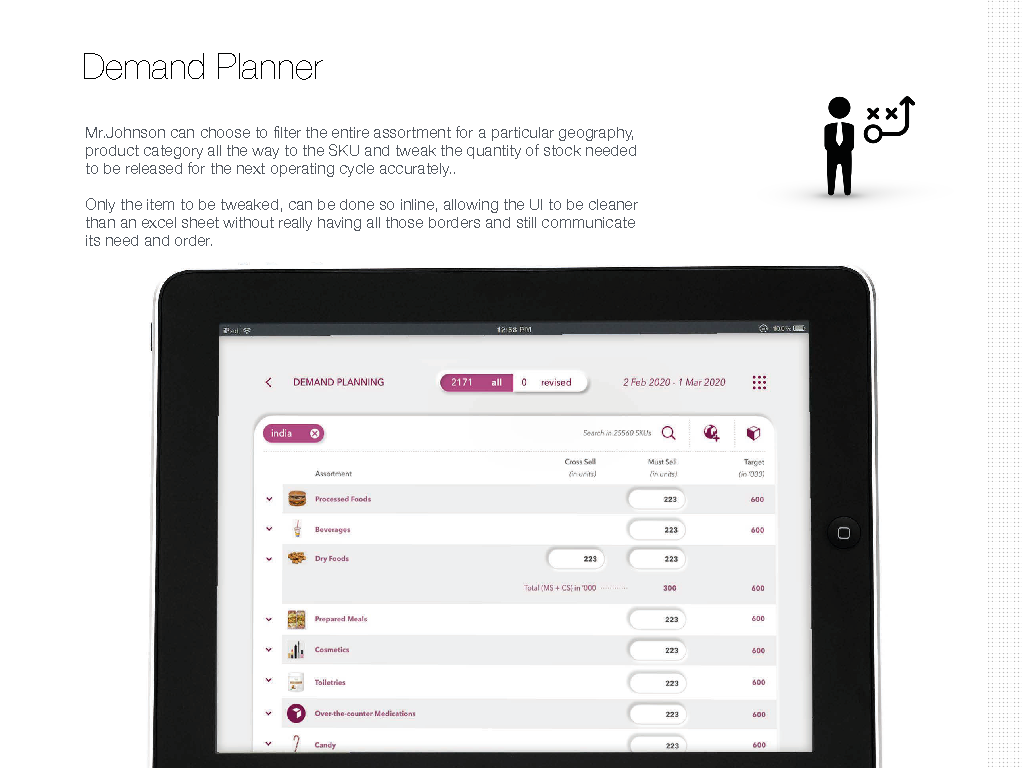 Demand Planner
Mr.Johnson can choose to filter the entire assortment for a particular geography,
product category all the way to the SKU and tweak the quantity of stock needed
to be released for the next operating cycle accurately..
Only the item to be tweaked, can be done so inline, allowing the UI to be cleaner
than an excel sheet without really having all those borders and still communicate
its need and order.
iPad 12:58 PM 100%
DEMAND PLANNING 2171 all 0 revised 2 Feb 2020 - 1 Mar 2020
india Search in 25560 SKUs
Cross Sell Must Sell Target
Assortment (in units) (in units) (in '000)
Processed Foods 223 600
Beverages 223 600
Dry Foods 223 223
Total (MS + CS) in '000 300 600
Prepared Meals 223 600
Cosmetics 223 600
Toiletries 223 600
Over-the-counter Medications 223 600
Candy 223 600